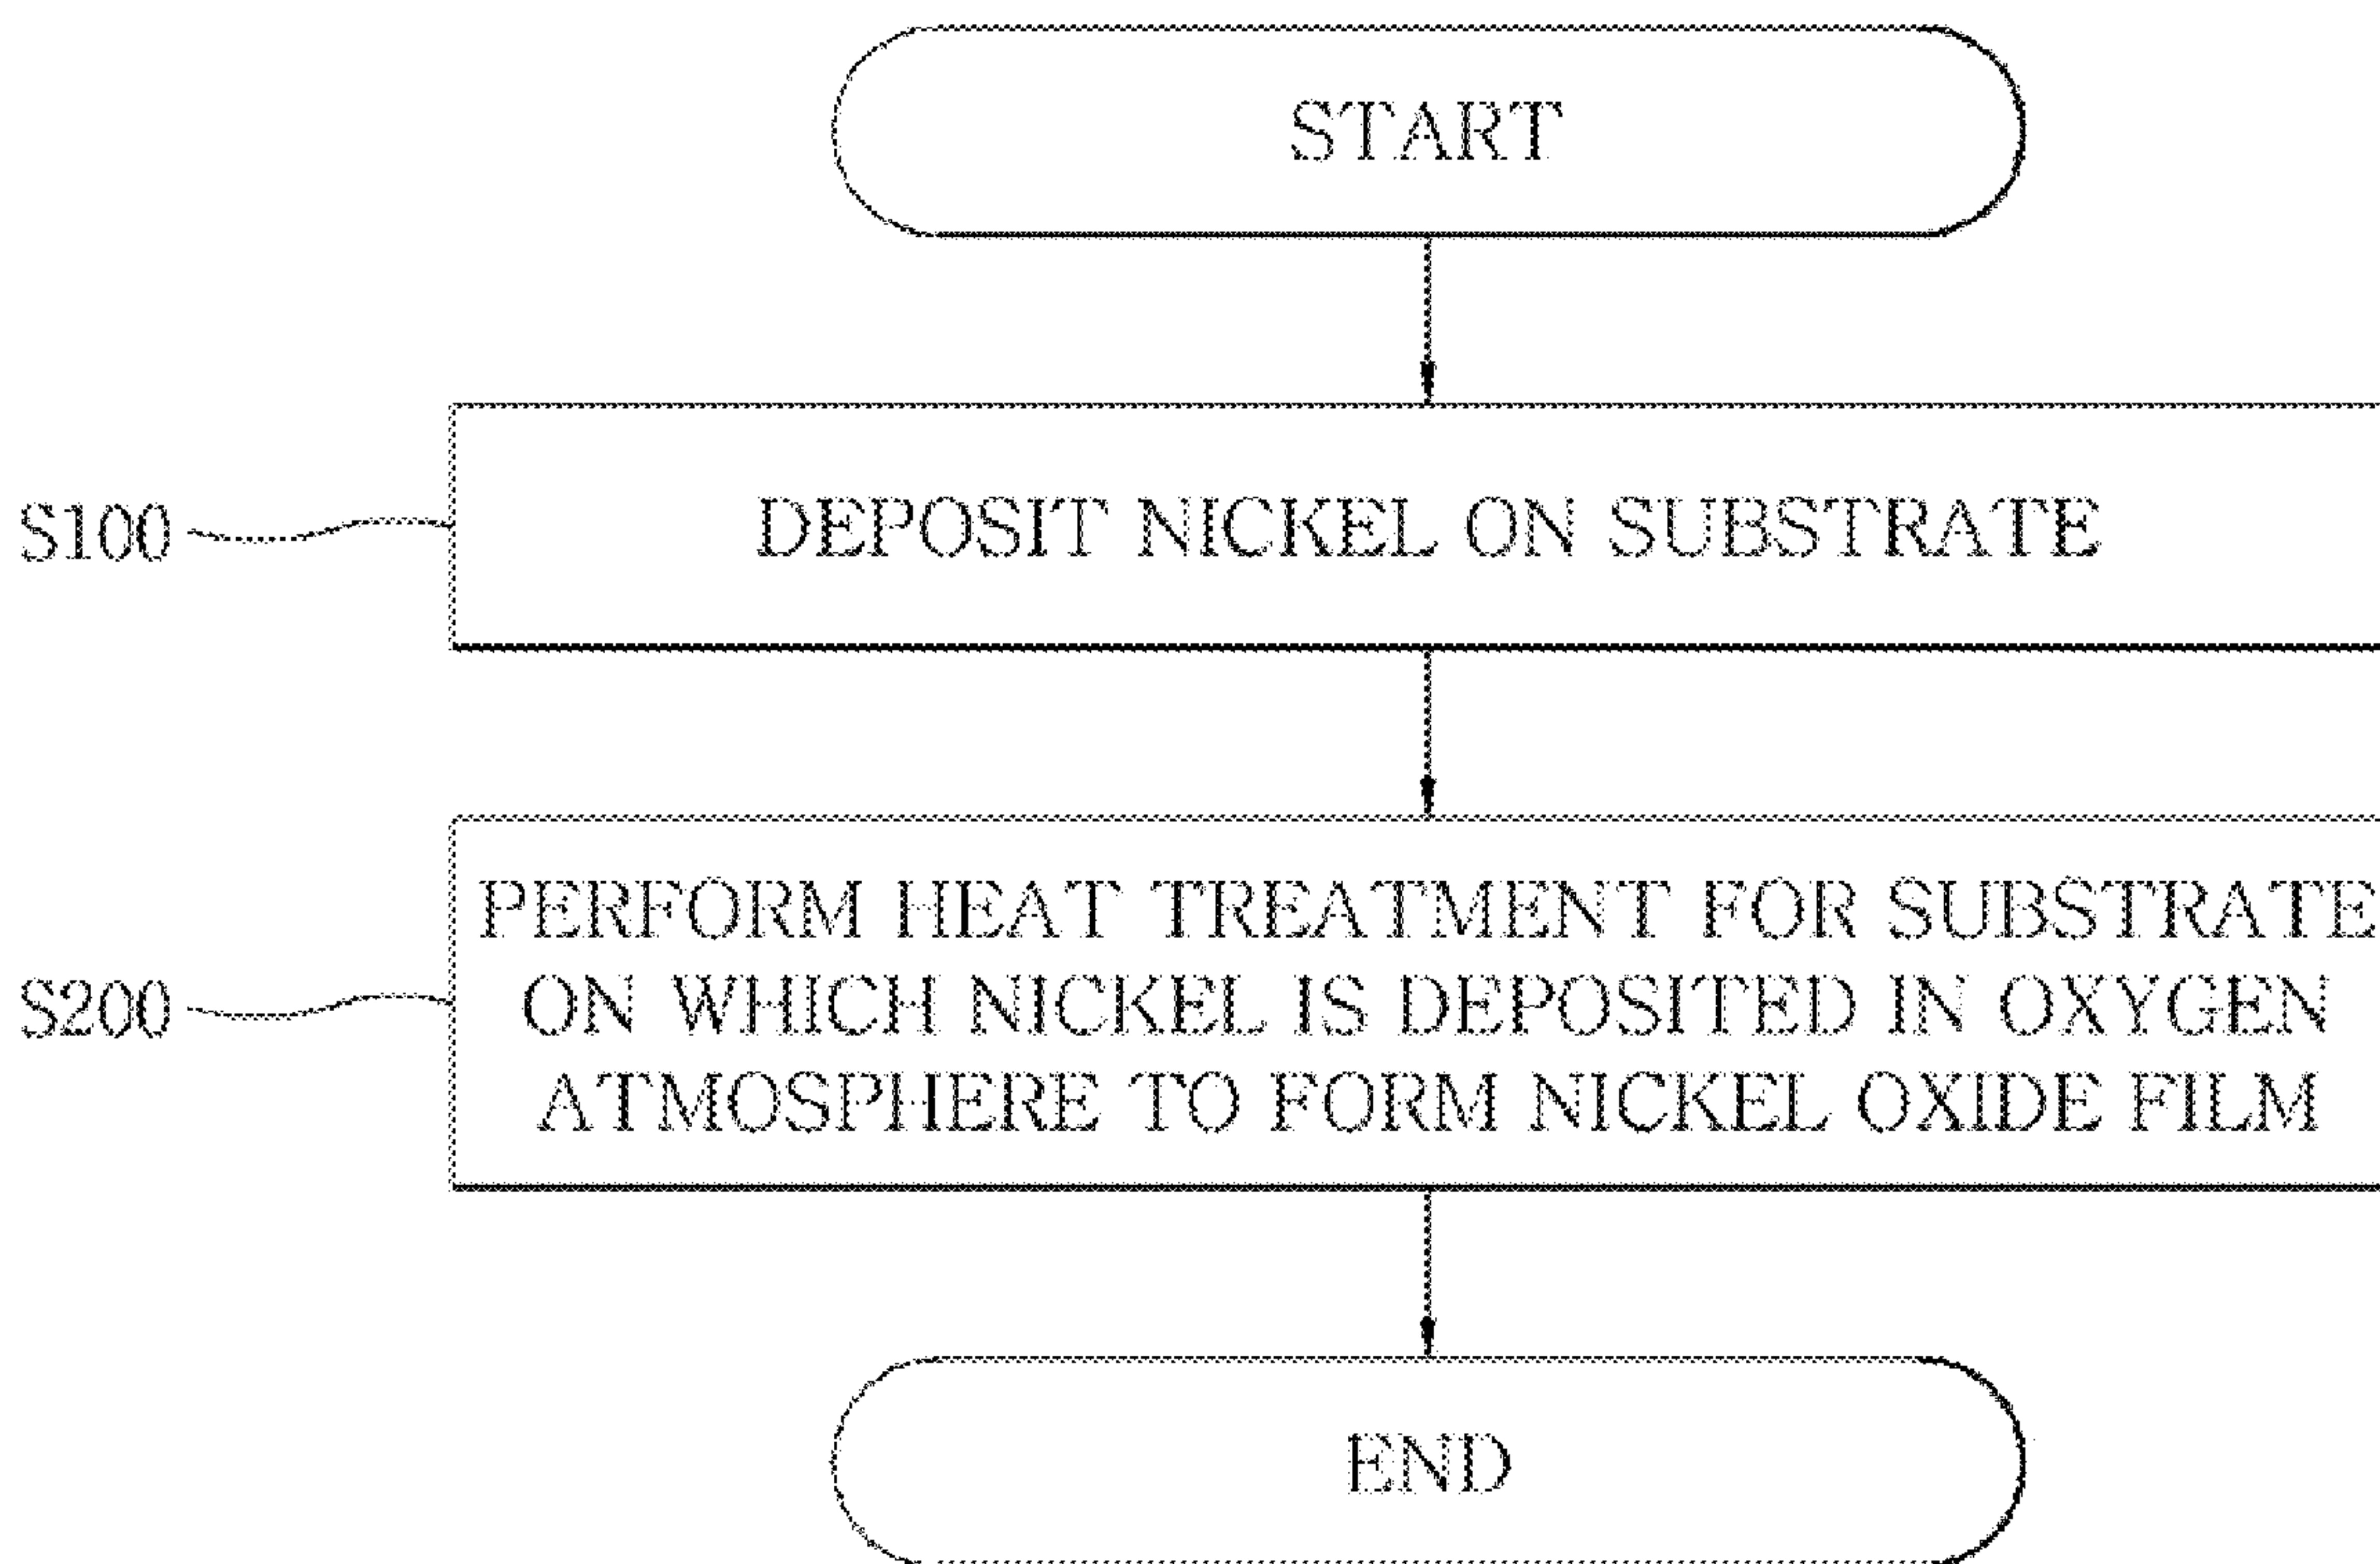 START
S100
DEPOSIT NICKEL ON SUBSTRATE
S200
PERFORM HEAT TREATMENT FOR SUBSTRATE
ON WHICH NICKEL IS DEPOSITED IN OXYGEN
ATMOSPHERE TO FORM NICKEL OXIDE FILM
END